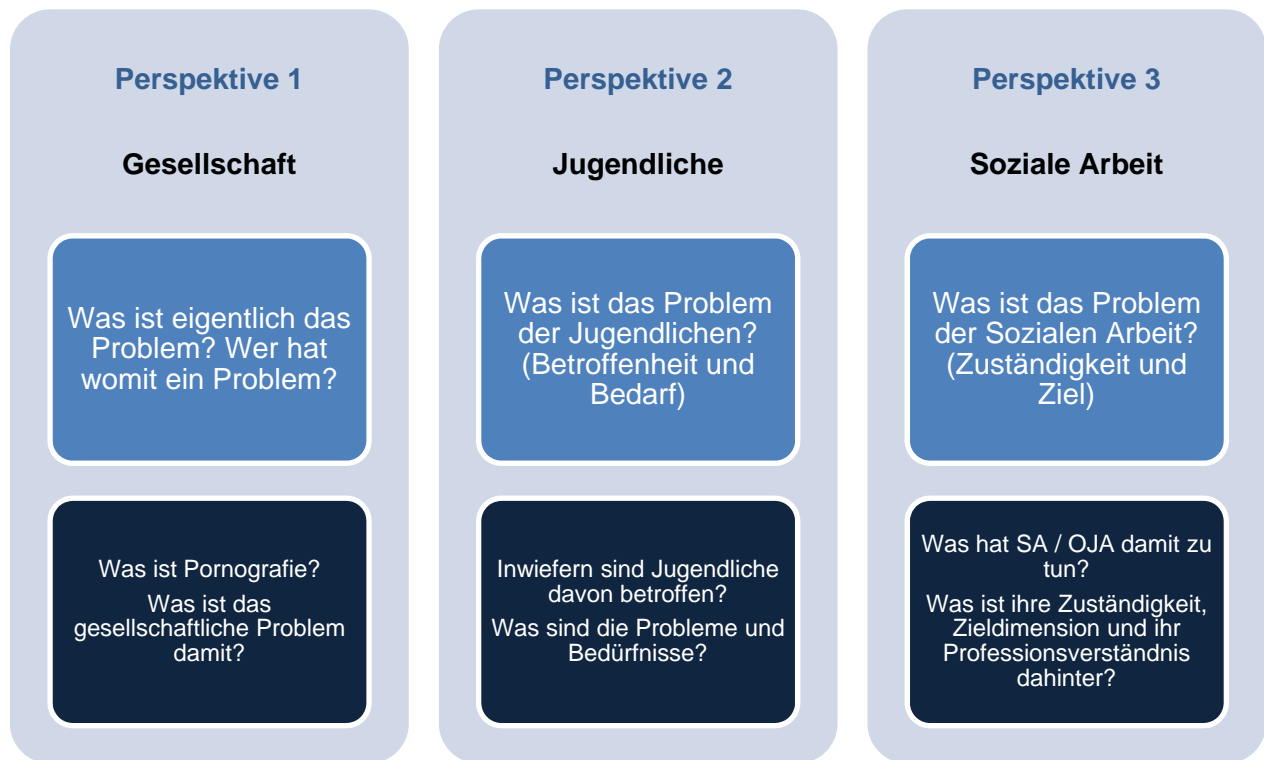 Perspektive 1
Gesellschaft
Was ist eigentlich das
Problem? Wer hat
womit ein Problem?
Was ist Pornografie?
Was ist das
gesellschaftliche Problem
damit?
Perspektive 2
Jugendliche
Was ist das Problem
der Jugendlichen?
(Betroffenheit und
Bedarf)
Inwiefern sind Jugendliche
davon betroffen?
Was sind die Probleme und
Bedürfnisse?
Perspektive 3
Soziale Arbeit
Was ist das Problem
der Sozialen Arbeit?
(Zuständigkeit und
Ziel)
Was hat SA / OJA damit zu
tun?
Was ist ihre Zuständigkeit,
Zieldimension und ihr
Professionsverständnis
dahinter?